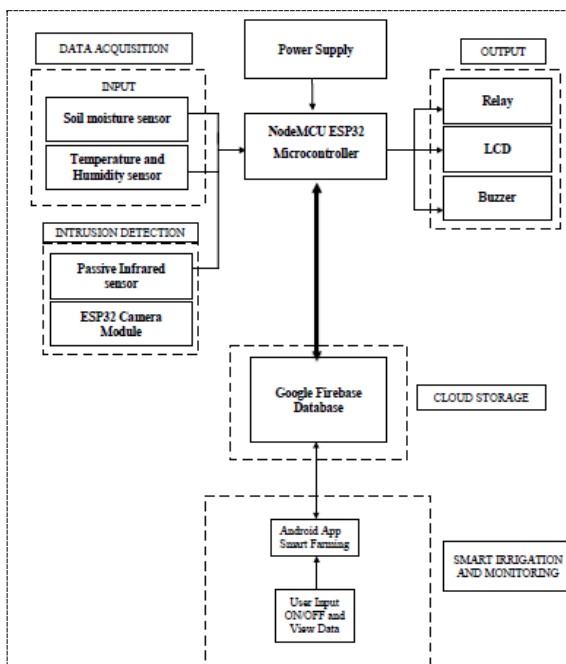 DATA ACQUISITION
INPUT
Soil moisture sensor
Temperature and
Humidity sensor
INTRUSION DETECTION
Passive Infrared
sensor
ESP32 Camera
Module
Power Supply
NodeMCU ESP32
Microcontroller
OUTPUT
Relay
LCD
Buzzer
Google Firebase
Database
CLOUD STORAGE
Android App
Smart Farming
User Input
ON/OFF and
View Data
SMART IRRIGATION
AND MONITORING